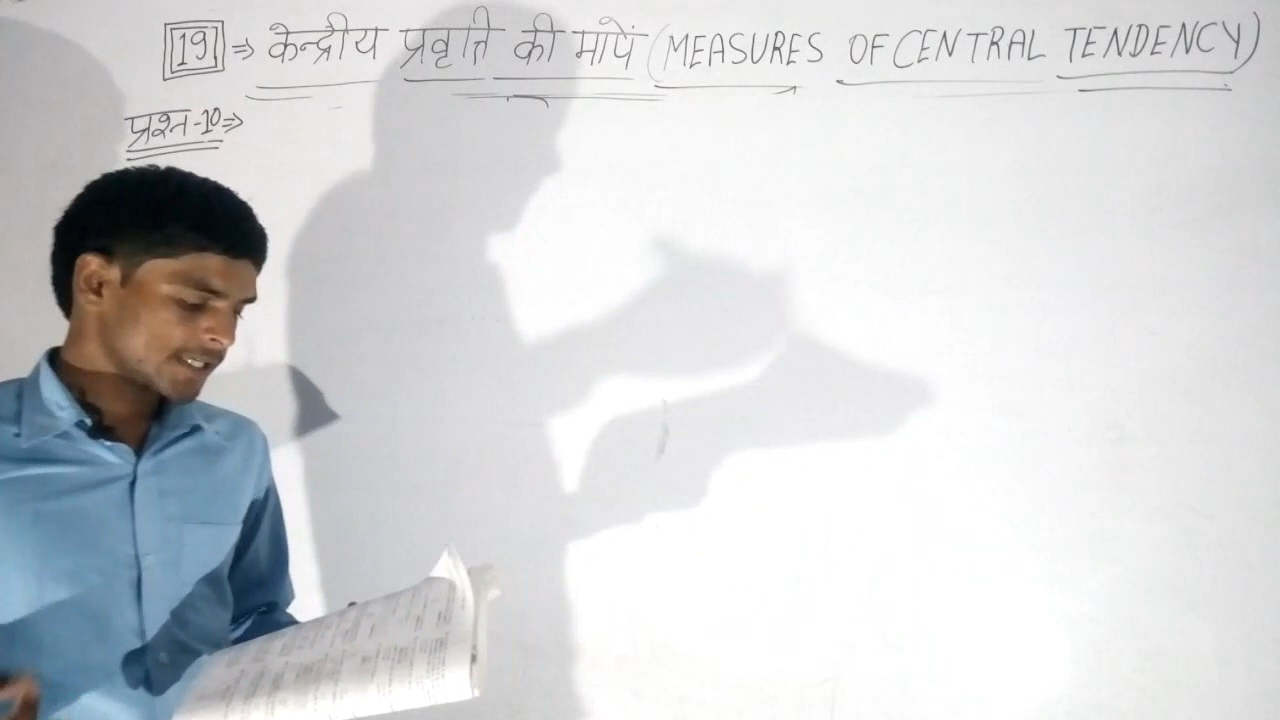 19 ⇒ केन्द्रीय प्रवृति की मापें (MEASURES OF CENTRAL TENDENCY)
प्रश्न-10⇒